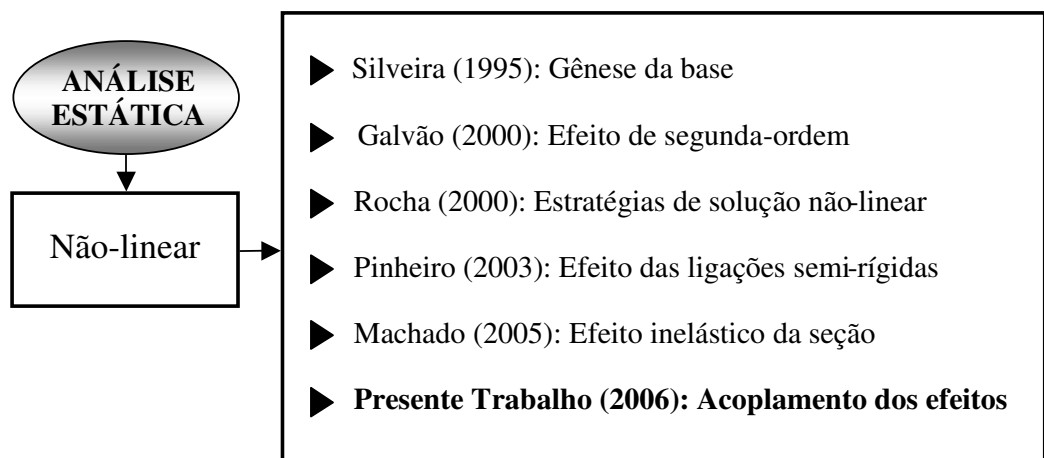 ANÁLISE
ESTÁTICA
Não-linear
Silveira (1995): Gênese da base
Galvão (2000): Efeito de segunda-ordem
Rocha (2000): Estratégias de solução não-linear
Pinheiro (2003): Efeito das ligações semi-rígidas
Machado (2005): Efeito inelástico da seção
Presente Trabalho (2006): Acoplamento dos efeitos